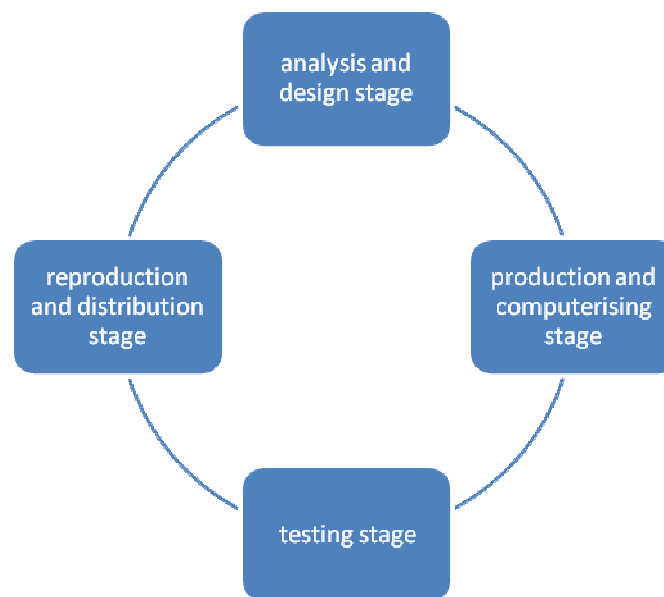 analysis and
design stage
production and
computerising
stage
testing stage
reproduction
and distribution
stage